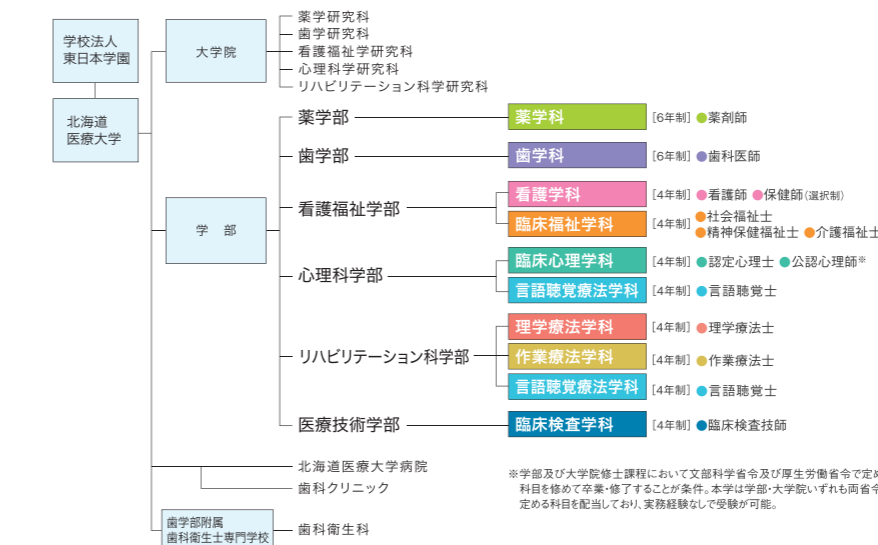 学校法人
東日本学園
北海道
医療大学
大学院
薬学研究科
歯学研究科
看護福祉学研究科
心理科学研究科
リハビリテーション科学研究科
学 部
薬学部
薬学科
[6年制] ●薬剤師
歯学部
歯学科
[6年制] ●歯科医師
看護福祉学部
看護学科
[4年制] ●看護師 ●保健師(選択制)
臨床福祉学科
[4年制] ●社会福祉士
●精神保健福祉士 ●介護福祉士
心理科学部
臨床心理学科
[4年制] ●認定心理士 ●公認心理師※
言語聴覚療法学科
[4年制] ●言語聴覚士
リハビリテーション科学部
理学療法学科
[4年制] ●理学療法士
作業療法学科
[4年制] ●作業療法士
言語聴覚療法学科
[4年制] ●言語聴覚士
医療技術学部
臨床検査学科
[4年制] ●臨床検査技師
北海道医療大学病院
歯科クリニック
歯学部附属
歯科衛生士専門学校
歯科衛生科
※学部及び大学院修士課程において文部科学省令及び厚生労働省令で定め
科目を修めて卒業・修了することが条件。本学は学部・大学院いずれも両省令
定める科目を配当しており、実務経験なしで受験が可能。